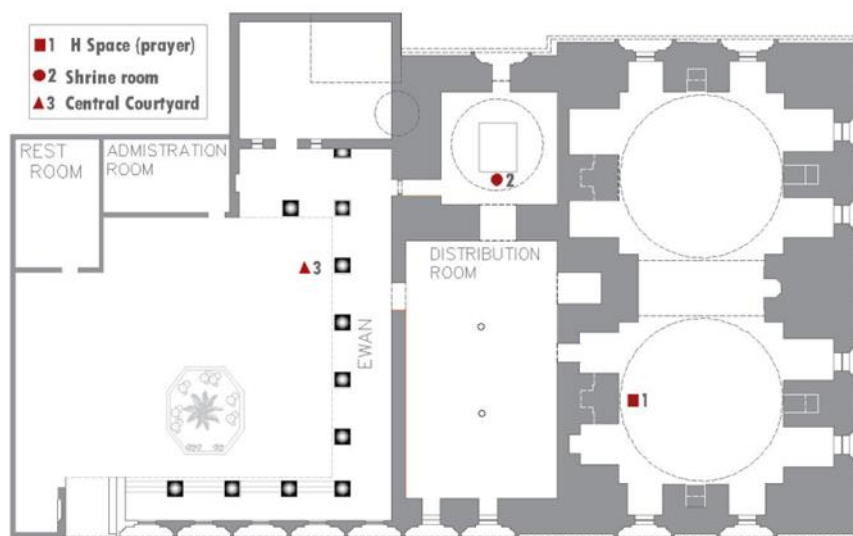 1 H Space (prayer)
2 Shrine room
3 Central Courtyard
REST
ROOM
ADMISTRATION
ROOM
2
DISTRIBUTION
ROOM
3
EWAN
1